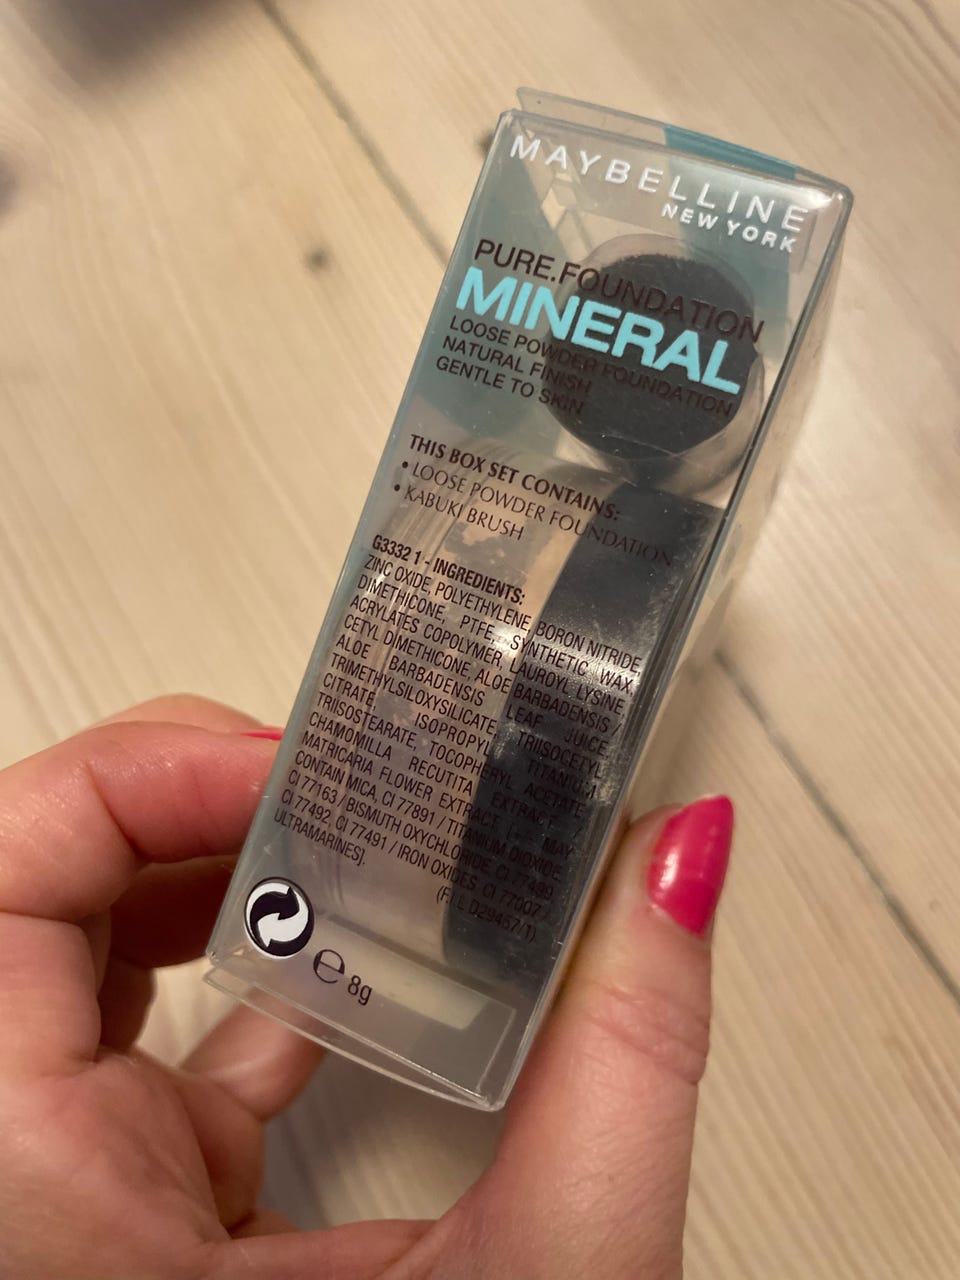 MAYBELLINE
NEW YORK
PURE.FOUNDATION
MINERAL
LOOSE POWDER FOUNDATION
NATURAL FINISH
GENTLE TO SKIN
THIS BOX SET CONTAINS:
• LOOSE POWDER FOUNDATION
• KABUKI BRUSH
G3332 1 - INGREDIENTS:
ZINC OXIDE, POLYETHYLENE, BORON NITRIDE,
DIMETHICONE, PTFE, SYNTHETIC WAX,
ACRYLATES COPOLYMER, LAUROYL LYSINE,
CETYL DIMETHICONE, ALOE BARBADENSIS /
ALOE BARBADENSIS LEAF JUICE,
TRIMETHYLSILOXYSILICATE, TRIISOCETYL
CITRATE, ISOPROPYL TITANIUM
TRIISOSTEARATE, TOCOPHERYL ACETATE,
CHAMOMILLA RECUTITA EXTRACT /
MATRICARIA FLOWER EXTRACT, [+/- MAY
CONTAIN MICA, CI 77891 / TITANIUM DIOXIDE,
CI 77163 / BISMUTH OXYCHLORIDE, CI 77499,
CI 77492, CI 77491 / IRON OXIDES, CI 77007 /
ULTRAMARINES].
(F.I.L D29457/1).
e 8g